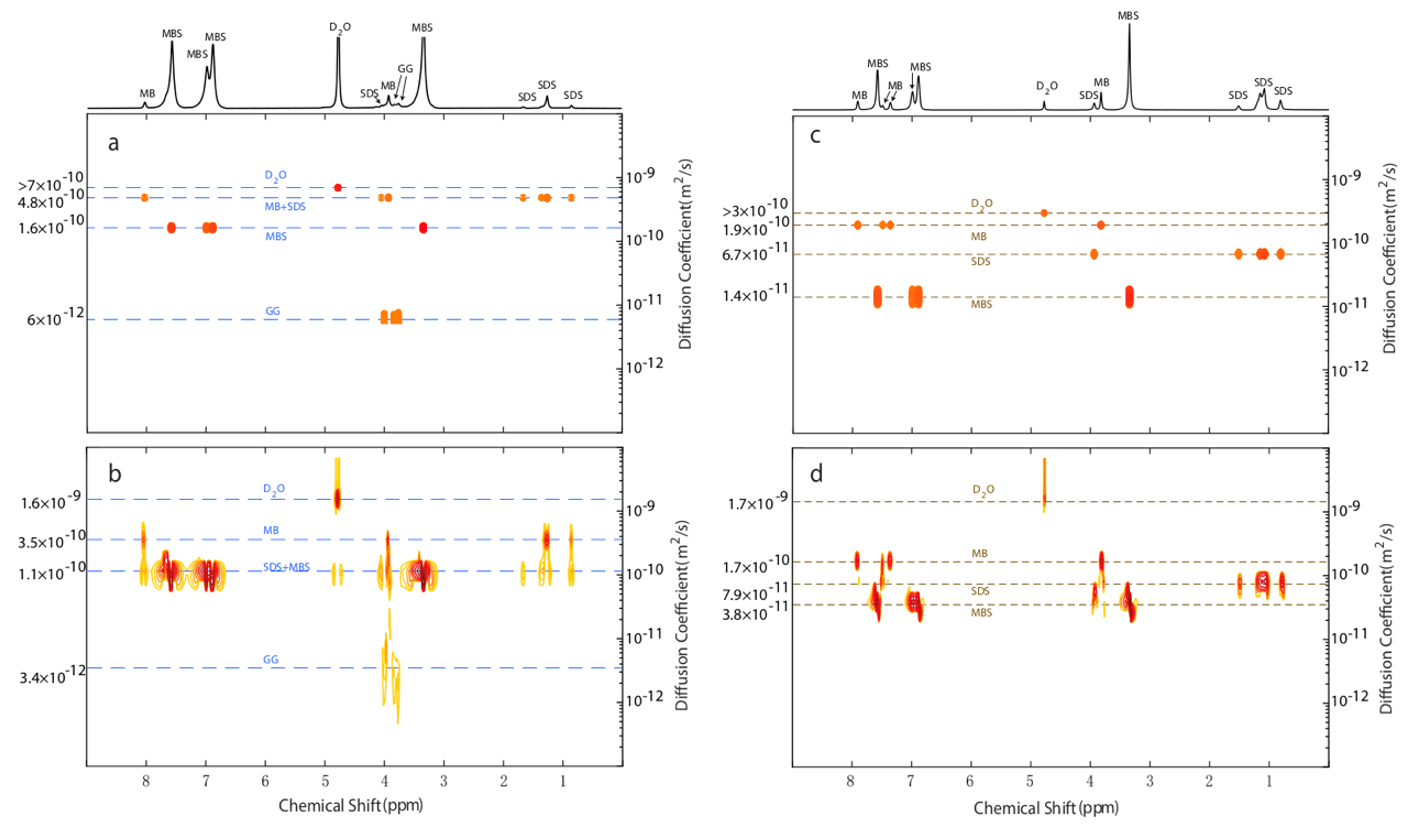 MBS
MBS
MBS
MB
D2O
MBS
GG
SDS
MB
SDS
SDS
SDS
a
>7×10-10
4.8×10-10
1.6×10-10
6×10-12
D2O
MB+SDS
MBS
GG
10-9
10-10
10-11
10-12
Diffusion Coefficient(m2/s)
b
1.6×10-9
3.5×10-10
1.1×10-10
3.4×10-12
D2O
MB
SDS+MBS
GG
10-9
10-10
10-11
10-12
Diffusion Coefficient(m2/s)
8 7 6 5 4 3 2 1
Chemical Shift(ppm)
MBS
MBS
MBS
MB
MB
D2O
SDS
MB
SDS
SDS
SDS
c
>3×10-10
1.9×10-10
6.7×10-11
1.4×10-11
D2O
MB
SDS
MBS
10-9
10-10
10-11
10-12
Diffusion Coefficient(m2/s)
d
1.7×10-9
1.7×10-10
7.9×10-11
3.8×10-11
D2O
MB
SDS
MBS
10-9
10-10
10-11
10-12
Diffusion Coefficient(m2/s)
8 7 6 5 4 3 2 1
Chemical Shift(ppm)